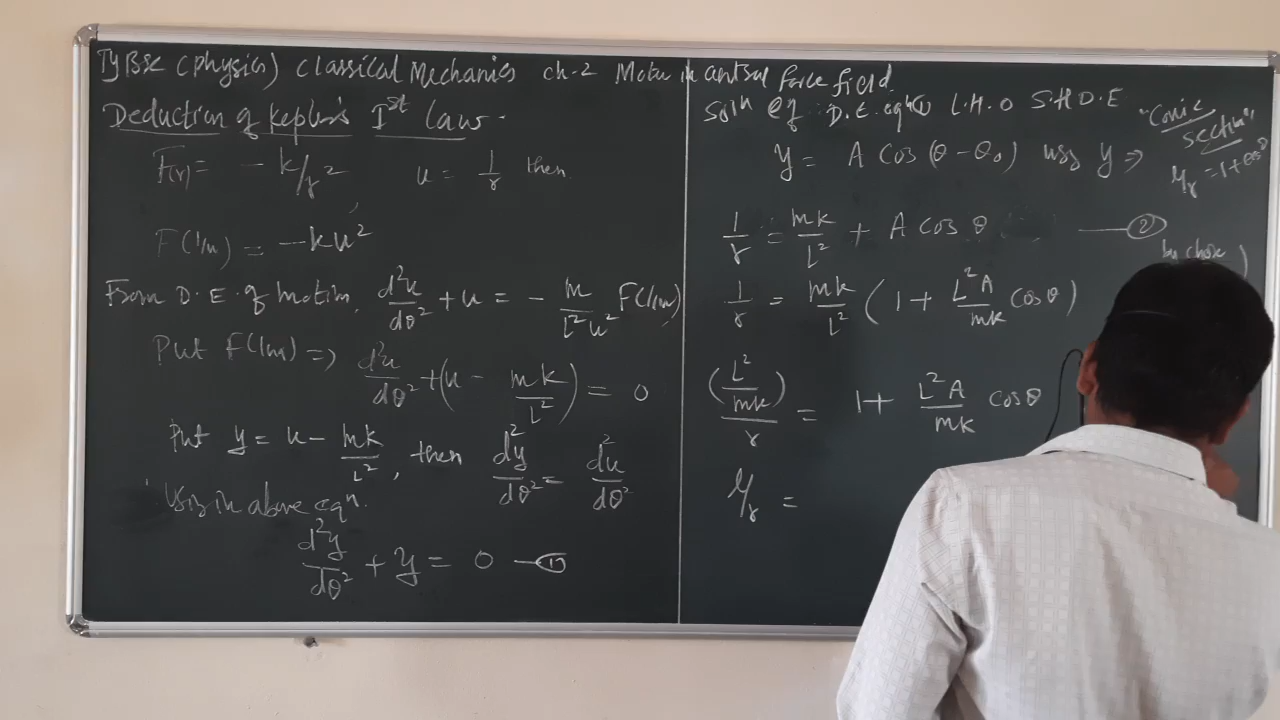 TyBsc (physics) Classical Mechanics ch-2 Motion in central force field.
Deduction of Kepler's Ist law.
F(r) = - k/r² u = 1/r then
F(1/u) = -ku²
From D.E. of motion, d²u/dθ² + u = - m/L²u² F(1/u)
Put F(1/u) => d²u/dθ² + (u - mk/L²) = 0
Put y = u - mk/L², then d²y/dθ² = d²u/dθ²
Using in above eqn.
d²y/dθ² + y = 0 — ①
Soln of D.E. eqn ① L.H.O S.H.D.E
y = A Cos (θ - θ₀) using y =>
"Conic
section"
1/r = mk/L² + A cos θ — ②
by chose
1/r = mk/L² (1 + L²A/mk cos θ)
(L²/mk)/r = 1 + L²A/mk cos θ